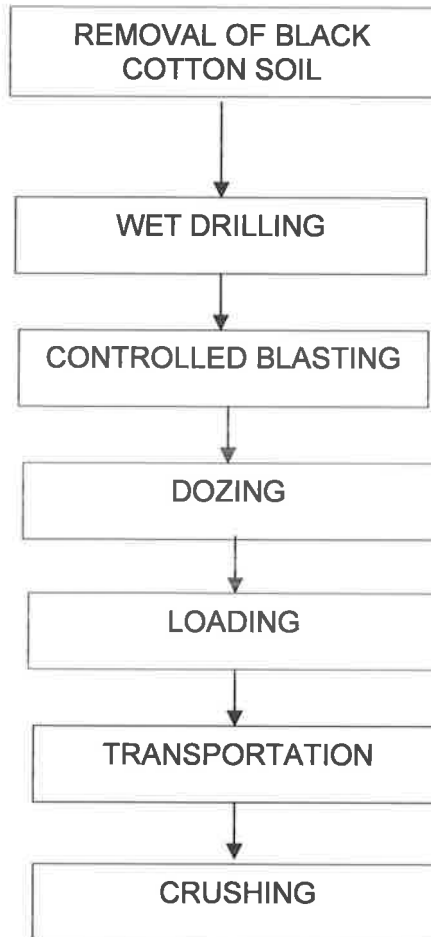 REMOVAL OF BLACK
COTTON SOIL
WET DRILLING
CONTROLLED BLASTING
DOZING
LOADING
TRANSPORTATION
CRUSHING